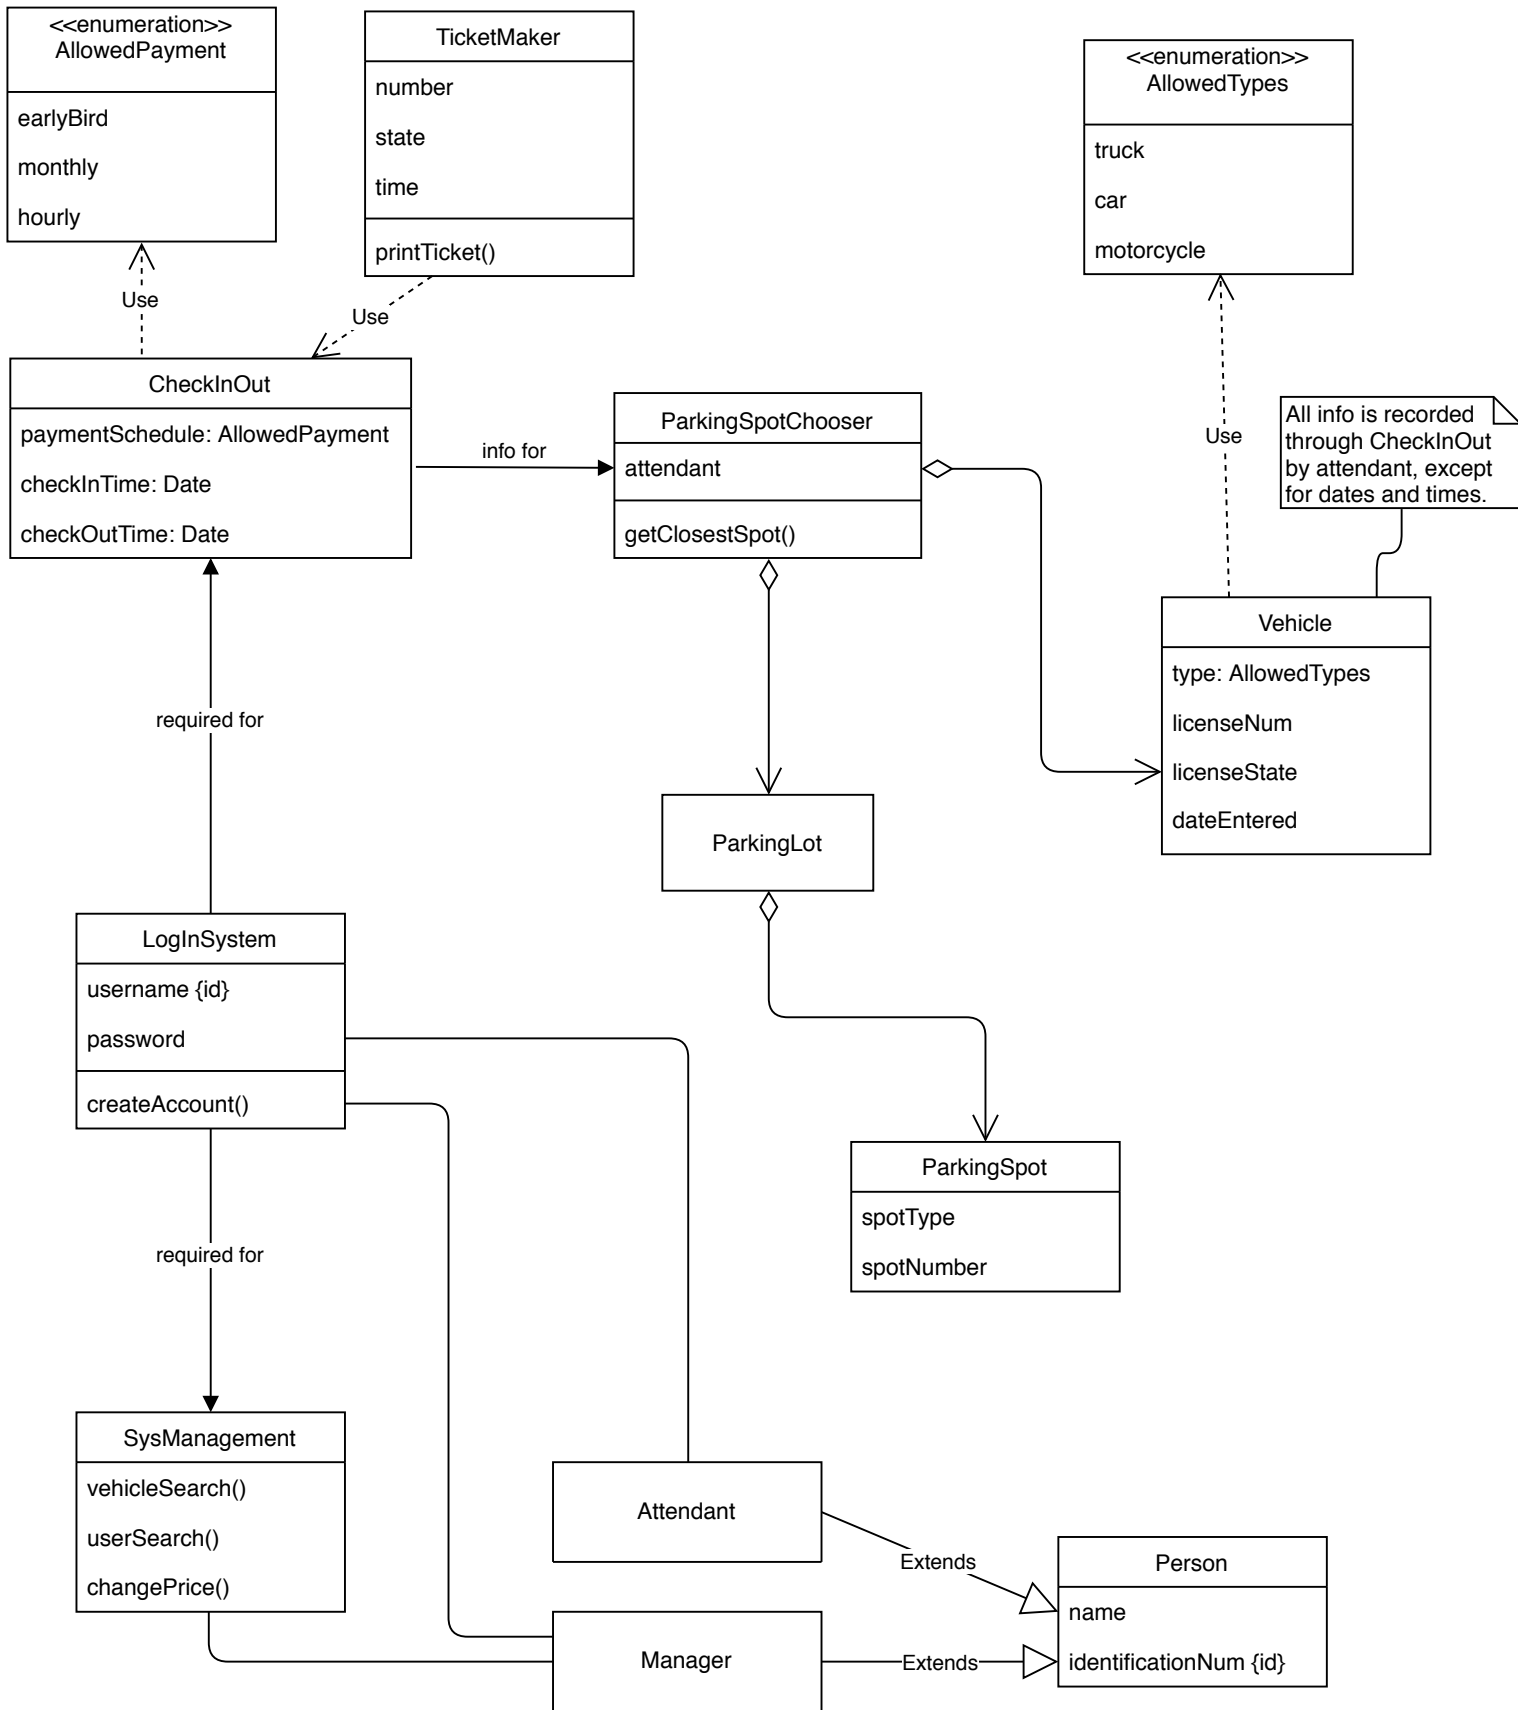 <<enumeration>>
AllowedPayment
earlyBird
monthly
hourly
TicketMaker
number
state
time
printTicket()
<<enumeration>>
AllowedTypes
truck
car
motorcycle
Use
Use
Use
CheckInOut
paymentSchedule: AllowedPayment
checkInTime: Date
checkOutTime: Date
info for
ParkingSpotChooser
attendant
getClosestSpot()
All info is recorded
through CheckInOut
by attendant, except
for dates and times.
Vehicle
type: AllowedTypes
licenseNum
licenseState
dateEntered
required for
ParkingLot
LogInSystem
username {id}
password
createAccount()
required for
ParkingSpot
spotType
spotNumber
SysManagement
vehicleSearch()
userSearch()
changePrice()
Attendant
Manager
Extends
Extends
Person
name
identificationNum {id}